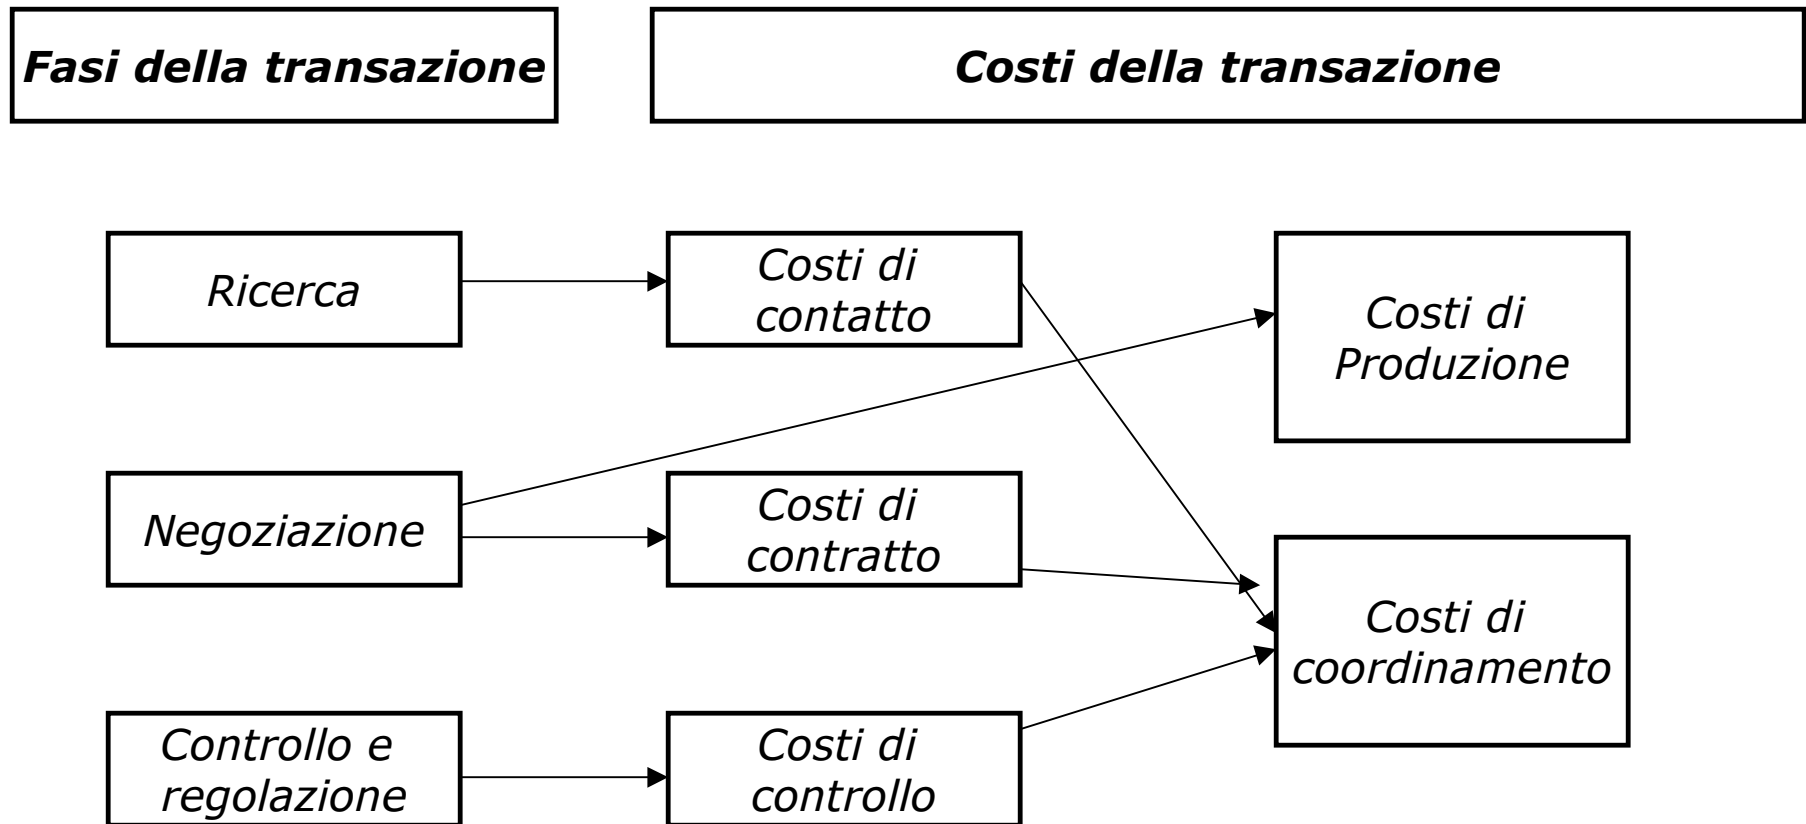 Fasi della transazione
Costi della transazione
Ricerca
Costi di
contatto
Costi di
Produzione
Negoziazione
Costi di
contratto
Costi di
coordinamento
Controllo e
regolazione
Costi di
controllo